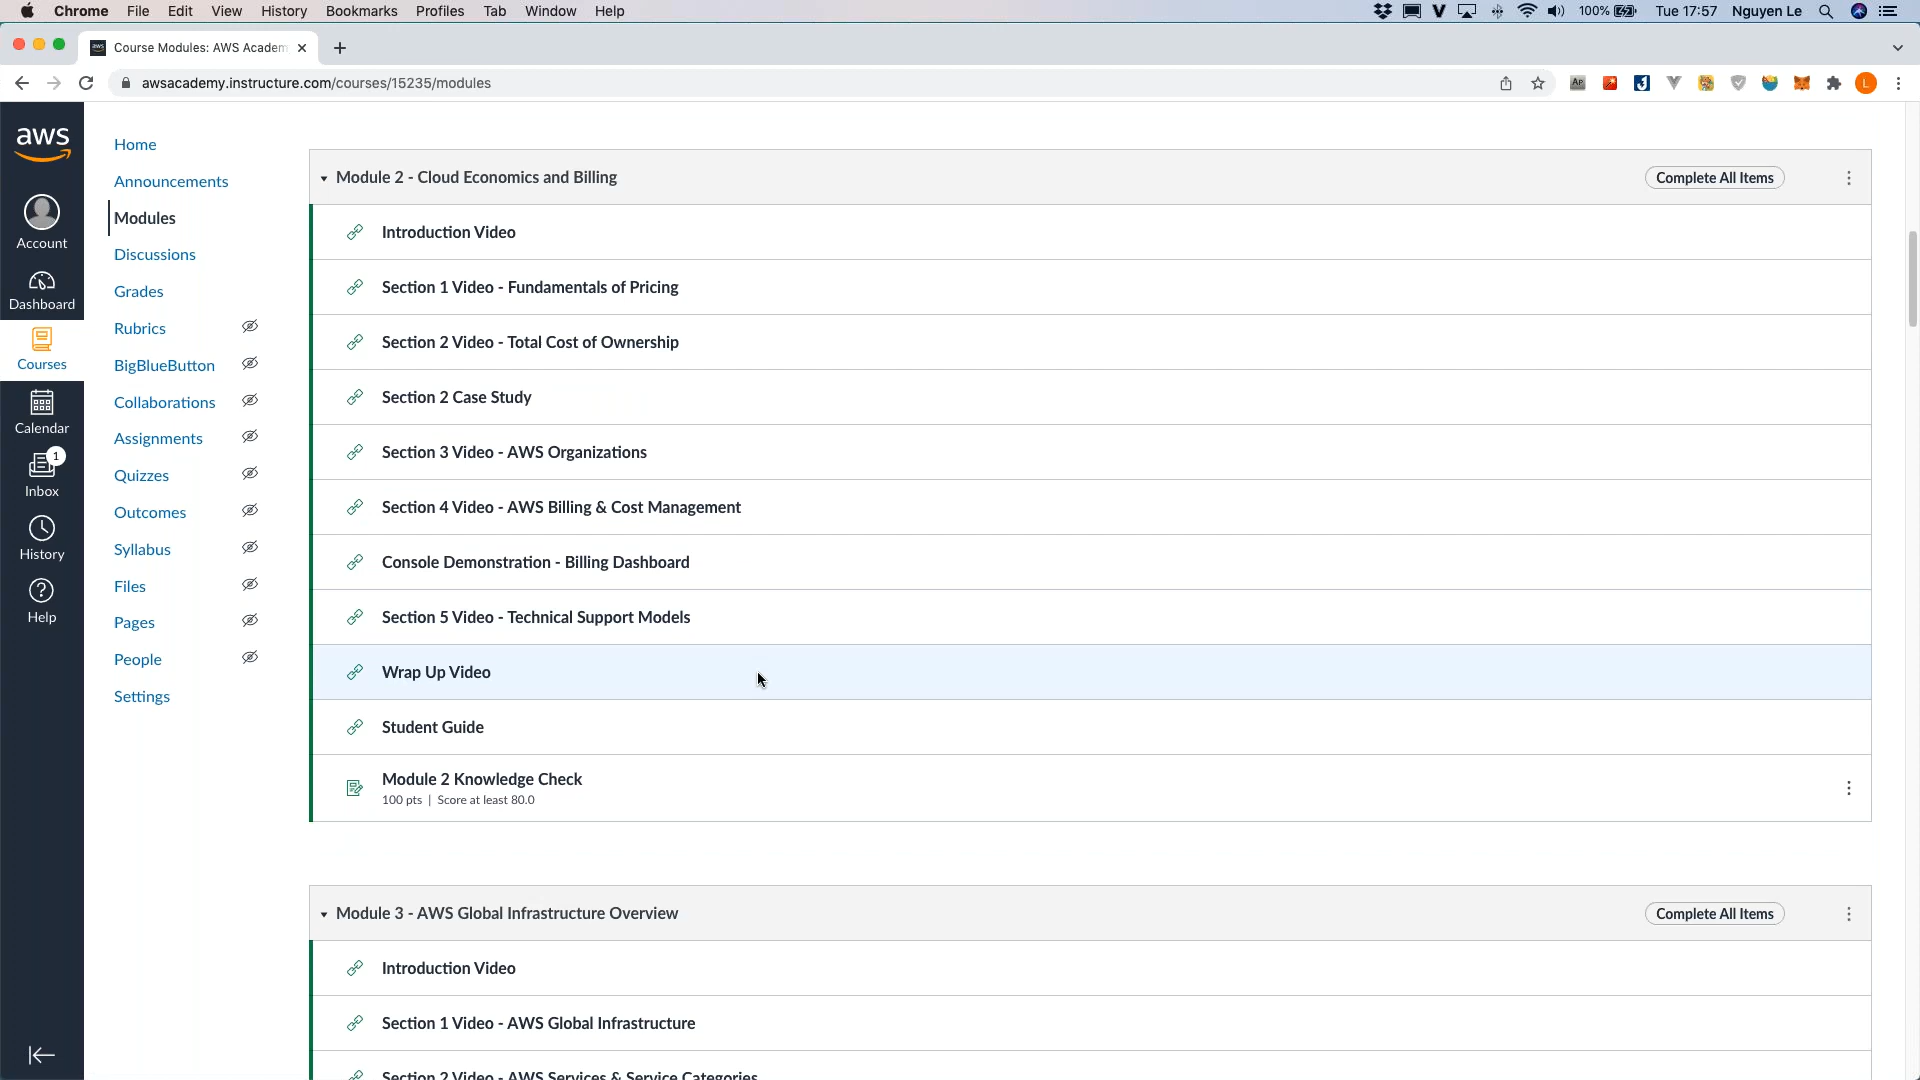 Chrome File Edit View History Bookmarks Profiles Tab Window Help 100% Tue 17:57 Nguyen Le
aws Course Modules: AWS Academ
awsacademy.instructure.com/courses/15235/modules L
aws
Account
Dashboard
Courses
Calendar
1
Inbox
History
Help
Home
Announcements
Modules
Discussions
Grades
Rubrics
BigBlueButton
Collaborations
Assignments
Quizzes
Outcomes
Syllabus
Files
Pages
People
Settings
Module 2 - Cloud Economics and Billing Complete All Items
Introduction Video
Section 1 Video - Fundamentals of Pricing
Section 2 Video - Total Cost of Ownership
Section 2 Case Study
Section 3 Video - AWS Organizations
Section 4 Video - AWS Billing & Cost Management
Console Demonstration - Billing Dashboard
Section 5 Video - Technical Support Models
Wrap Up Video
Student Guide
Module 2 Knowledge Check
100 pts | Score at least 80.0
Module 3 - AWS Global Infrastructure Overview Complete All Items
Introduction Video
Section 1 Video - AWS Global Infrastructure
Section 2 Video - AWS Services & Service Categories